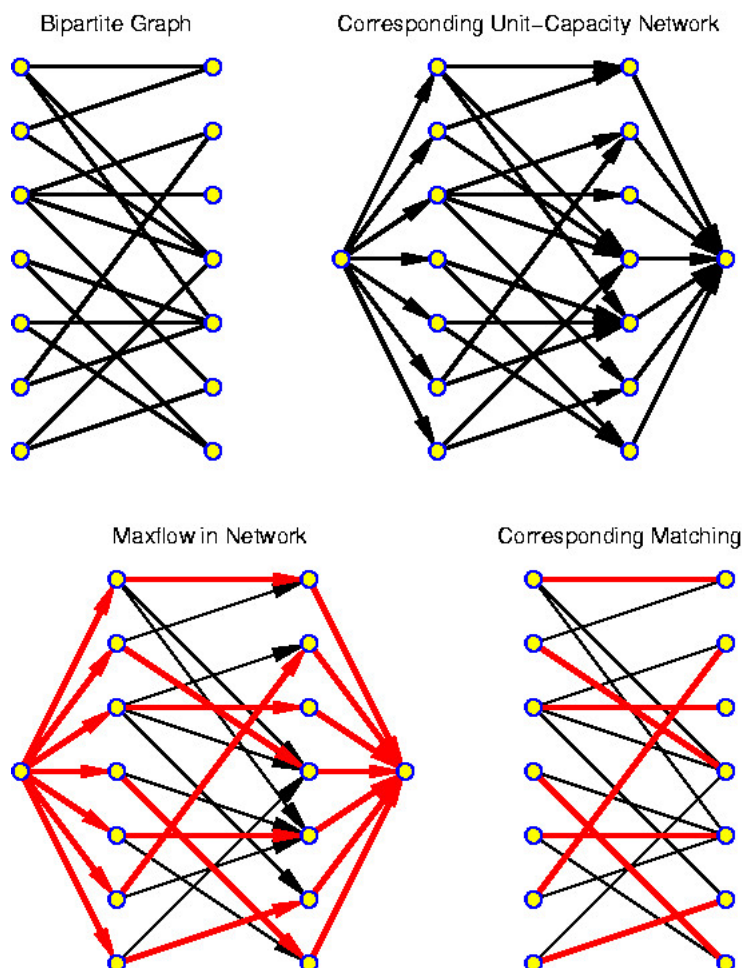 Bipartite Graph
Corresponding Unit-Capacity Network
Maxflow in Network
Corresponding Matching